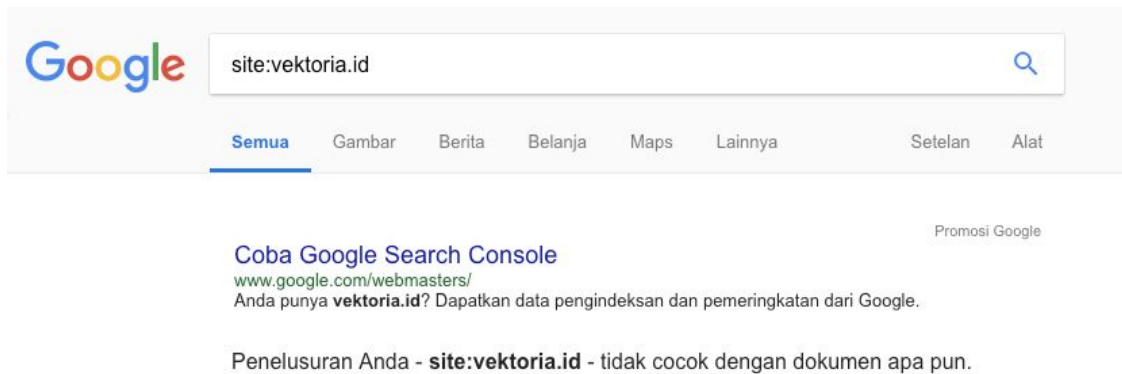 Google
site:vektoria.id
Semua Gambar Berita Belanja Maps Lainnya Setelan Alat
Promosi Google
Coba Google Search Console
www.google.com/webmasters/
Anda punya vektoria.id? Dapatkan data pengindeksan dan pemeringkatan dari Google.
Penelusuran Anda - site:vektoria.id - tidak cocok dengan dokumen apa pun.